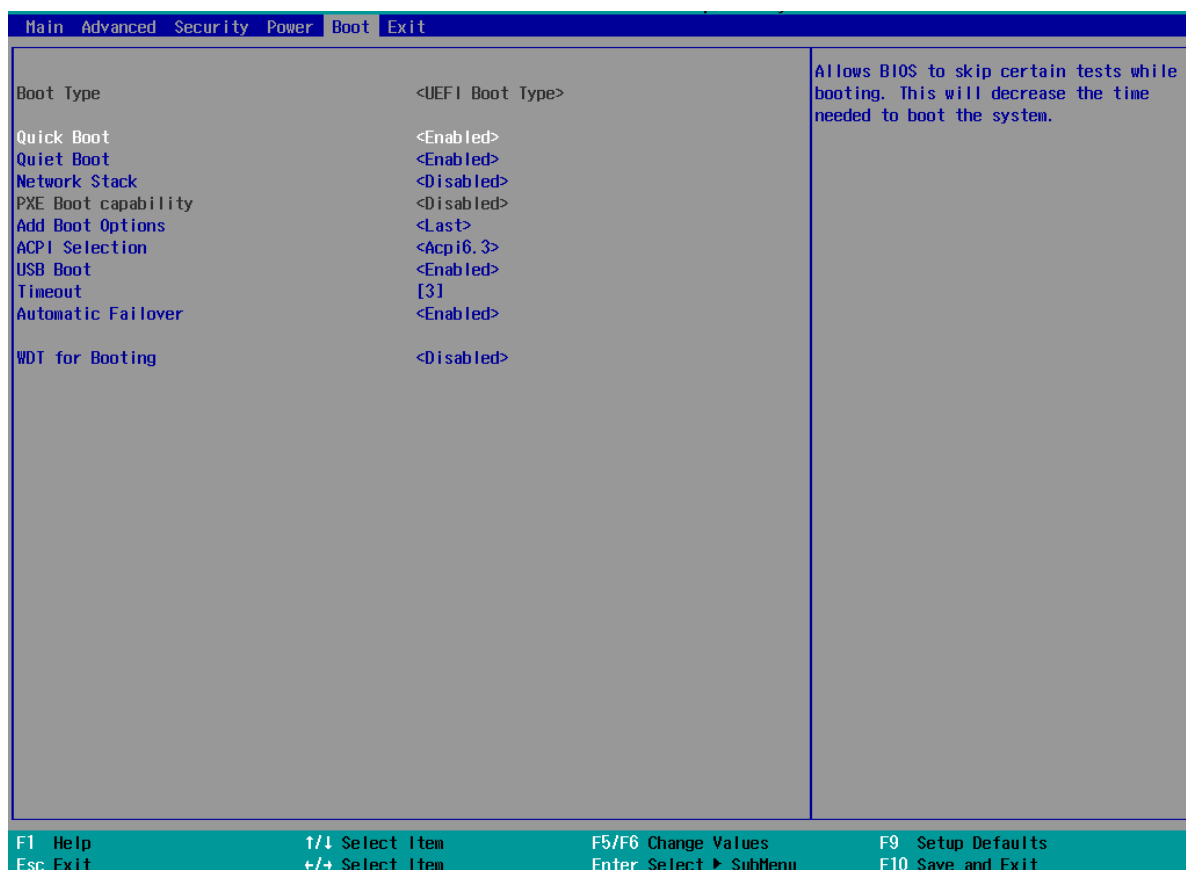 Main Advanced Security Power Boot Exit
Boot Type <UEFI Boot Type>
Quick Boot <Enabled>
Quiet Boot <Enabled>
Network Stack <Disabled>
PXE Boot capability <Disabled>
Add Boot Options <Last>
ACPI Selection <Acpi6.3>
USB Boot <Enabled>
Timeout [3]
Automatic Failover <Enabled>
WDT for Booting <Disabled>
Allows BIOS to skip certain tests while
booting. This will decrease the time
needed to boot the system.
F1 Help ↑/↓ Select Item F5/F6 Change Values F9 Setup Defaults
Esc Exit ←/→ Select Item Enter Select ▶ SubMenu F10 Save and Exit